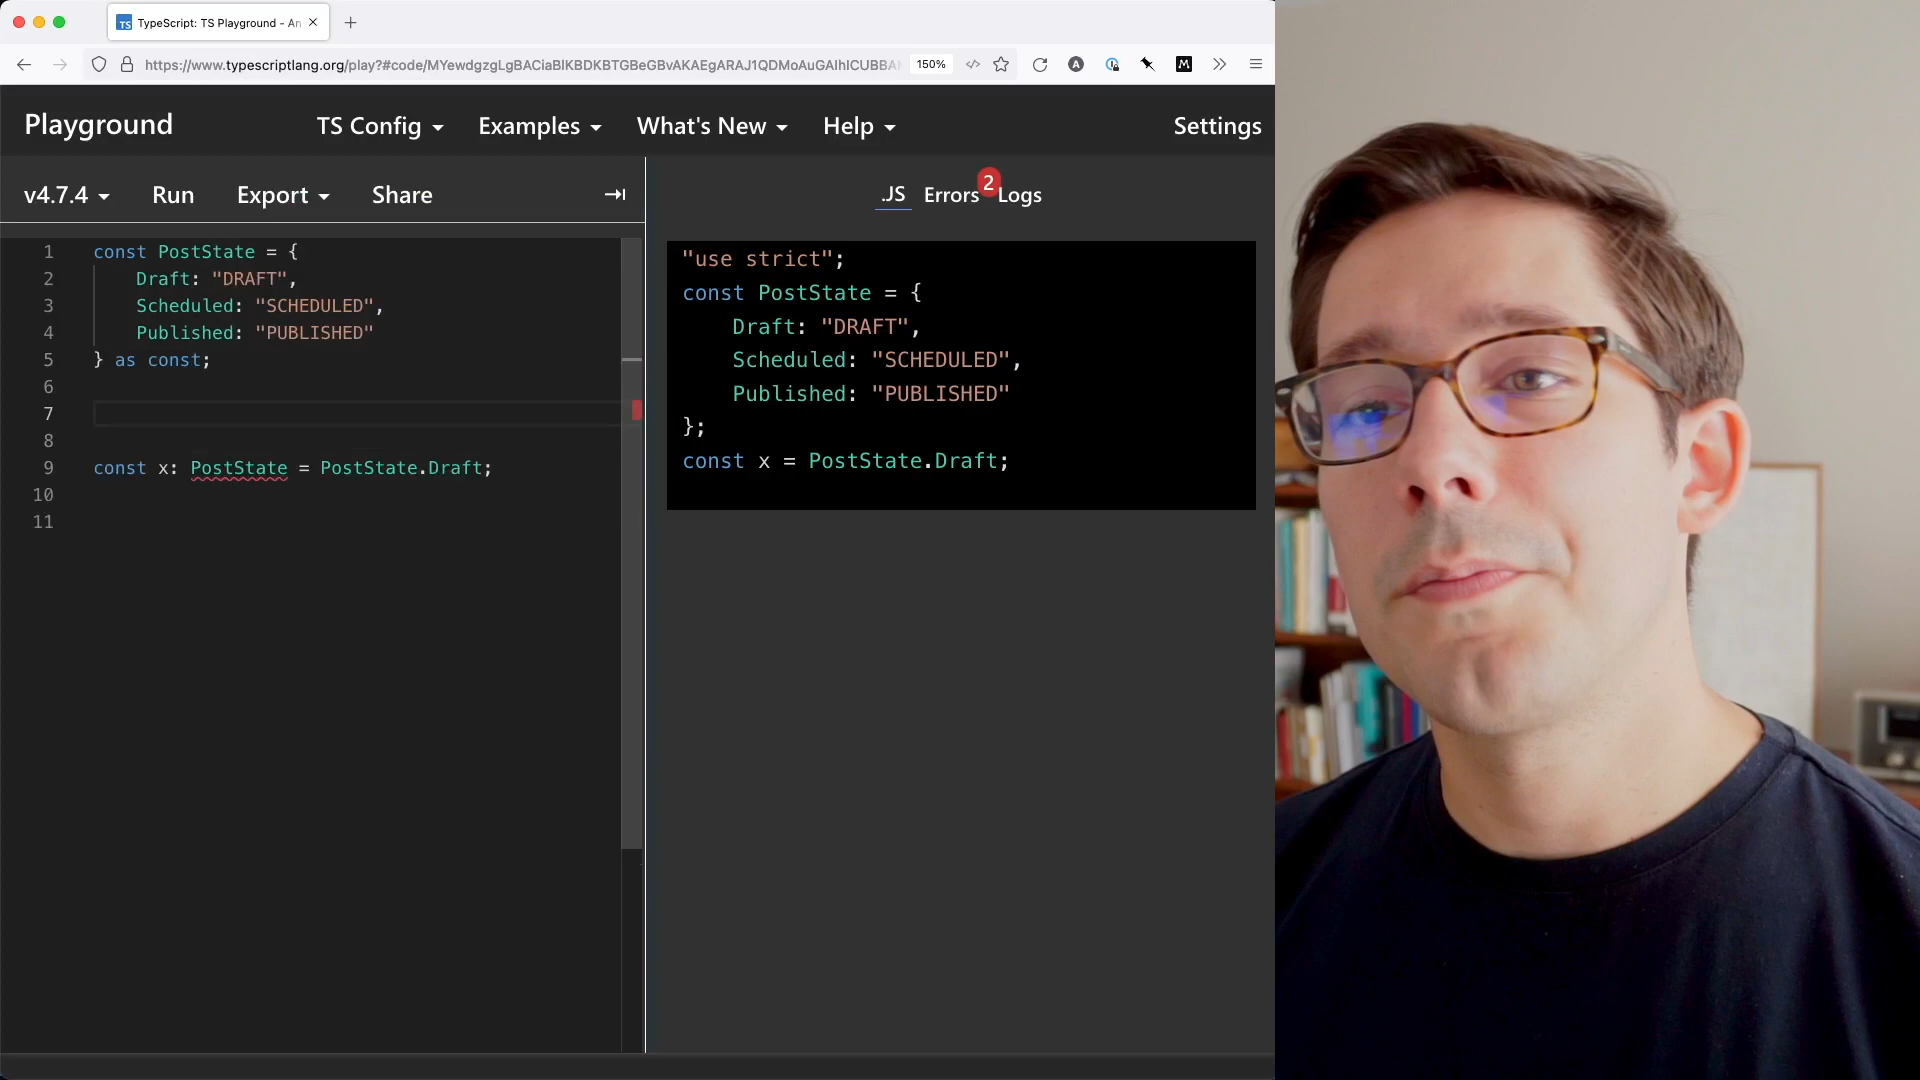 TypeScript: TS Playground - An
https://www.typescriptlang.org/play?#code/MYewdgzgLgBACiaBlKBDKBTGBeGBvAKAEgARAJ1QDMoAuGAIhICUBBA
150%
Playground
TS Config
Examples
What's New
Help
Settings
v4.7.4
Run
Export
Share
.JS
Errors
2
Logs
1 const PostState = {
2 Draft: "DRAFT",
3 Scheduled: "SCHEDULED",
4 Published: "PUBLISHED"
5 } as const;
6
7
8
9 const x: PostState = PostState.Draft;
10
11
"use strict";
const PostState = {
Draft: "DRAFT",
Scheduled: "SCHEDULED",
Published: "PUBLISHED"
};
const x = PostState.Draft;